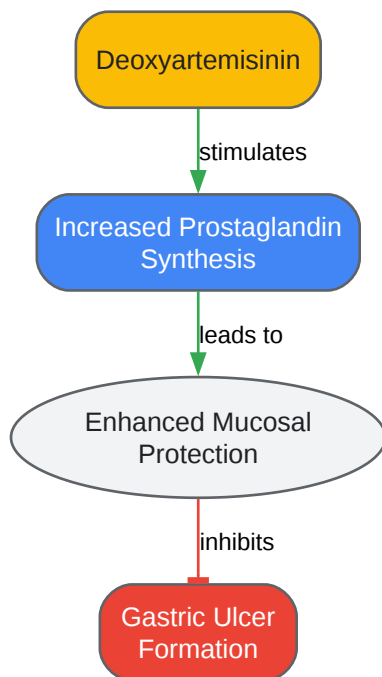 Deoxyartemisinin
stimulates
Increased Prostaglandin
Synthesis
leads to
Enhanced Mucosal
Protection
inhibits
Gastric Ulcer
Formation